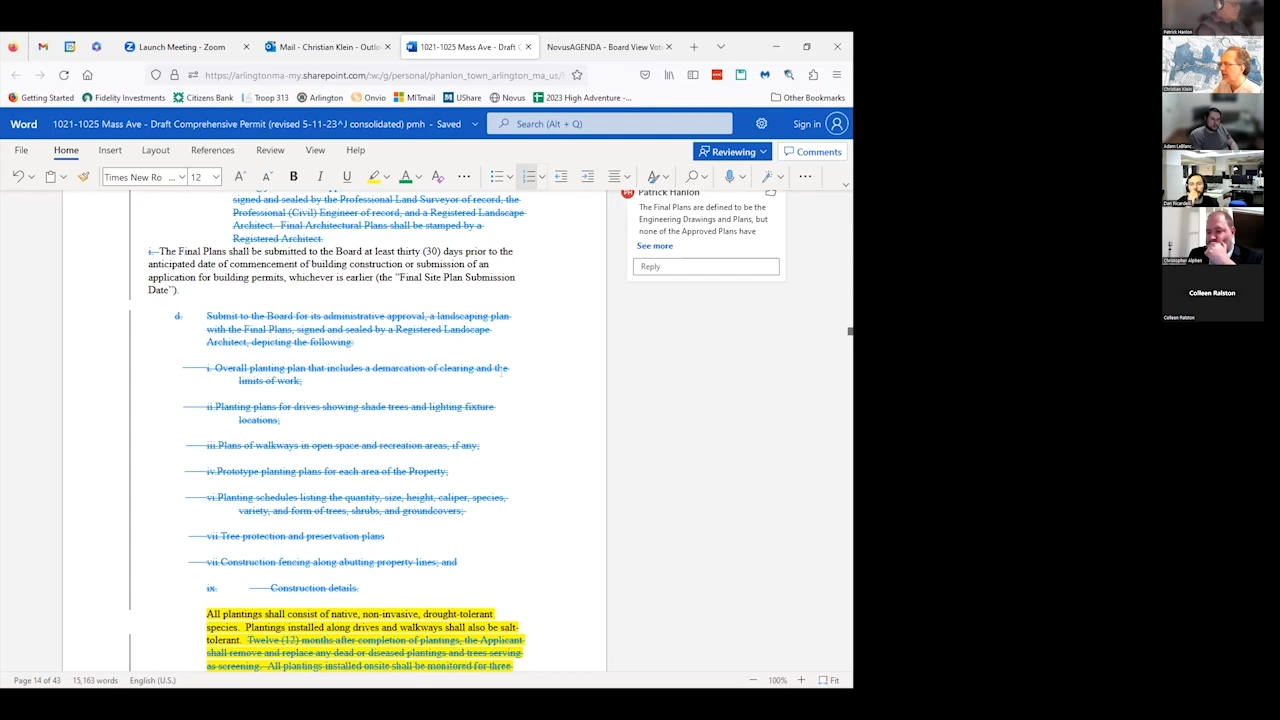 Launch Meeting - Zoom
Mail - Christian Klein - Outlo
1021-1025 Mass Ave - Draft C
NovusAGENDA - Board View Vot
https://arlingtonma-my.sharepoint.com/:w:/g/personal/phanlon_town_arlington_ma_us/
Getting Started
Fidelity Investments
Citizens Bank
Troop 313
Arlington
Onvio
MITmail
UShare
Novus
2023 High Adventure -...
Other Bookmarks
Word
1021-1025 Mass Ave - Draft Comprehensive Permit (revised 5-11-23^J consolidated) pmh - Saved
Search (Alt + Q)
Sign in
File Home Insert Layout References Review View Help
Reviewing
Comments
Times New Ro ... 12
signed and sealed by the Professional Land Surveyor of record, the
Professional (Civil) Engineer of record, and a Registered Landscape
Architect. Final Architectural Plans shall be stamped by a
Registered Architect.
i. The Final Plans shall be submitted to the Board at least thirty (30) days prior to the
anticipated date of commencement of building construction or submission of an
application for building permits, whichever is earlier (the "Final Site Plan Submission
Date").
d. Submit to the Board for its administrative approval, a landscaping plan
with the Final Plans, signed and sealed by a Registered Landscape
Architect, depicting the following:
i. Overall planting plan that includes a demarcation of clearing and the
limits of work;
ii.Planting plans for drives showing shade trees and lighting fixture
locations;
iii.Plans of walkways in open space and recreation areas, if any;
iv.Prototype planting plans for each area of the Property;
vi.Planting schedules listing the quantity, size, height, caliper, species,
variety, and form of trees, shrubs, and groundcovers;
vii.Tree protection and preservation plans
vii.Construction fencing along abutting property lines; and
ix. Construction details.
All plantings shall consist of native, non-invasive, drought-tolerant
species. Plantings installed along drives and walkways shall also be salt-
tolerant. Twelve (12) months after completion of plantings, the Applicant
shall remove and replace any dead or diseased plantings and trees serving
as screening. All plantings installed onsite shall be monitored for three
PH Patrick Hanlon
The Final Plans are defined to be the
Engineering Drawings and Plans, but
none of the Approved Plans have
See more
Reply
Page 14 of 43
15,163 words
English (U.S.)
100%
Fit
Patrick Hanlon
Christian Klein
Adam LeBlanc
Dan Ricardelli
Christopher Alphen
Colleen Ralston
Colleen Ralston